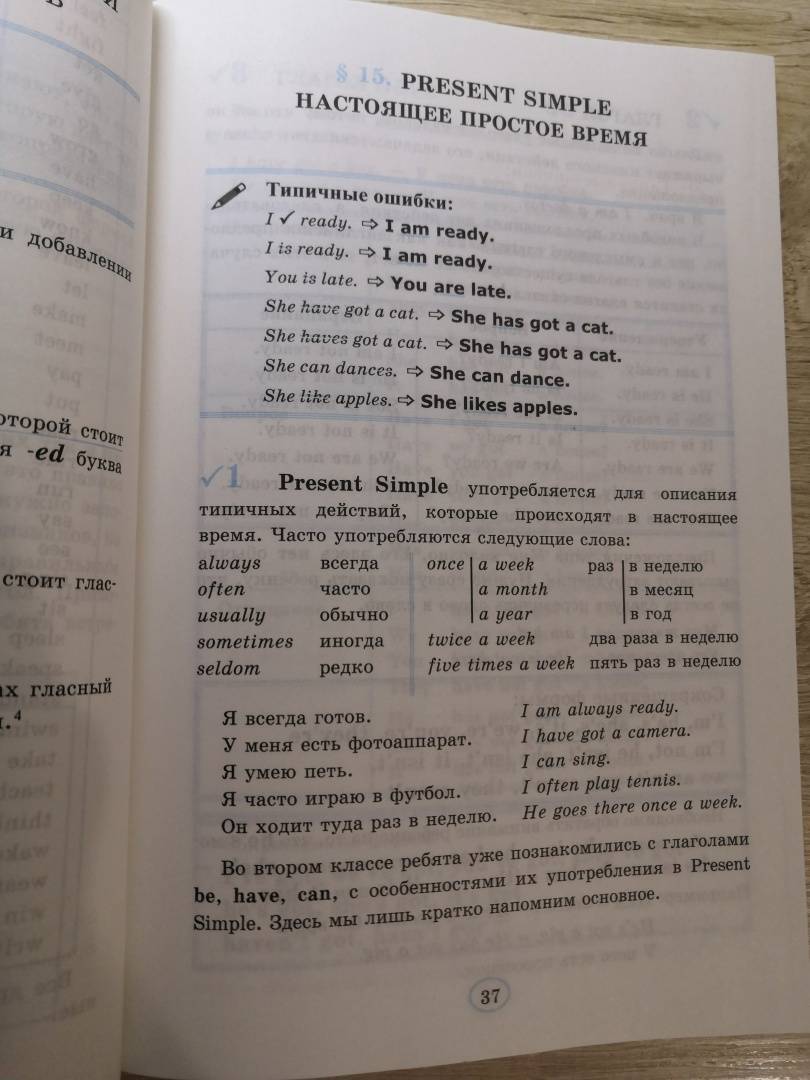 и добавлении
которой стоит
я -ed буква
стоит глас-
ах гласный
§ 15. PRESENT SIMPLE
НАСТОЯЩЕЕ ПРОСТОЕ ВРЕМЯ
Типичные ошибки:
I ✓ ready. ⇨ I am ready.
I is ready. ⇨ I am ready.
You is late. ⇨ You are late.
She have got a cat. ⇨ She has got a cat.
She haves got a cat. ⇨ She has got a cat.
She can dances. ⇨ She can dance.
She like apples. ⇨ She likes apples.
✓1 Present Simple употребляется для описания
типичных действий, которые происходят в настоящее
время. Часто употребляются следующие слова:
always всегда once a week раз в неделю
often часто a month в месяц
usually обычно a year в год
sometimes иногда twice a week два раза в неделю
seldom редко five times a week пять раз в неделю
Я всегда готов. I am always ready.
У меня есть фотоаппарат. I have got a camera.
Я умею петь. I can sing.
Я часто играю в футбол. I often play tennis.
Он ходит туда раз в неделю. He goes there once a week.
Во втором классе ребята уже познакомились с глаголами
be, have, can, с особенностями их употребления в Present
Simple. Здесь мы лишь кратко напомним основное.
37